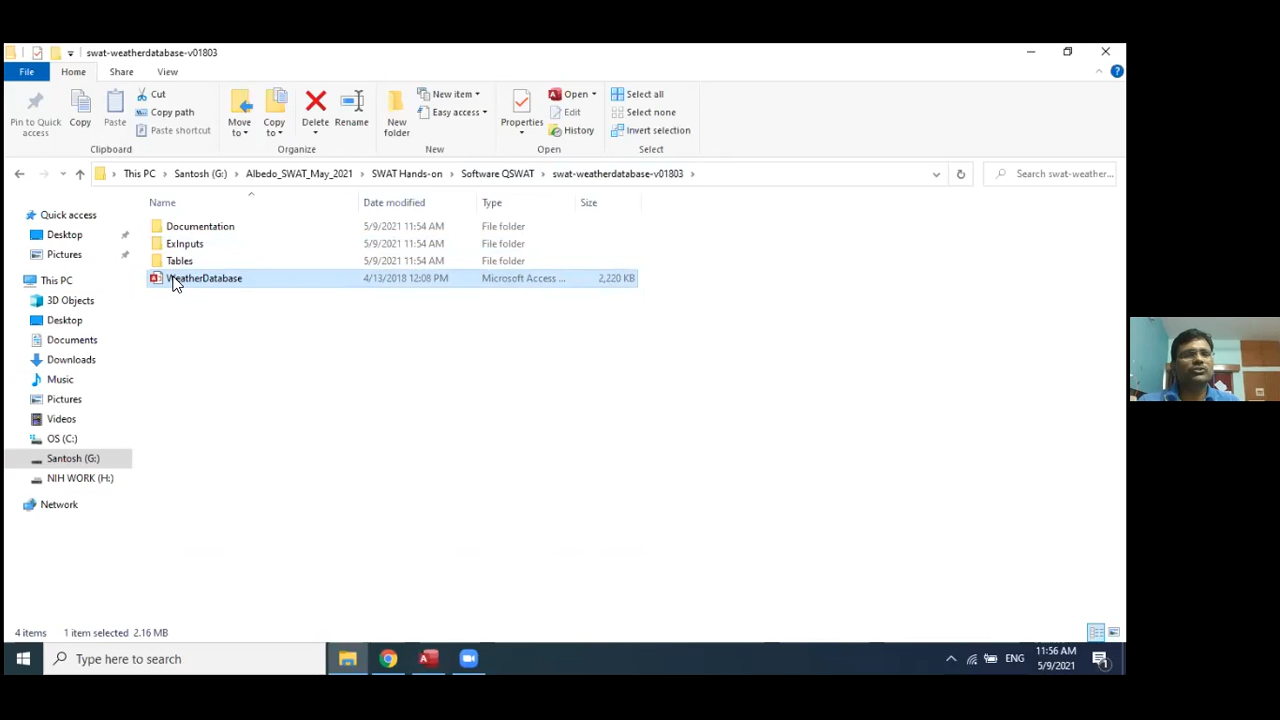 swat-weatherdatabase-v01803
File Home Share View
Pin to Quick access
Copy
Paste
Cut
Copy path
Paste shortcut
Clipboard
Move to
Copy to
Delete
Rename
Organize
New folder
New item
Easy access
New
Properties
Open
Edit
History
Open
Select all
Select none
Invert selection
Select
This PC > Santosh (G:) > Albedo_SWAT_May_2021 > SWAT Hands-on > Software QSWAT > swat-weatherdatabase-v01803 >
Search swat-weather...
Name Date modified Type Size
Documentation 5/9/2021 11:54 AM File folder
ExInputs 5/9/2021 11:54 AM File folder
Tables 5/9/2021 11:54 AM File folder
WeatherDatabase 4/13/2018 12:08 PM Microsoft Access ... 2,220 KB
Quick access
Desktop
Pictures
This PC
3D Objects
Desktop
Documents
Downloads
Music
Pictures
Videos
OS (C:)
Santosh (G:)
NIH WORK (H:)
Network
4 items 1 item selected 2.16 MB
Type here to search
ENG
11:56 AM
5/9/2021
1